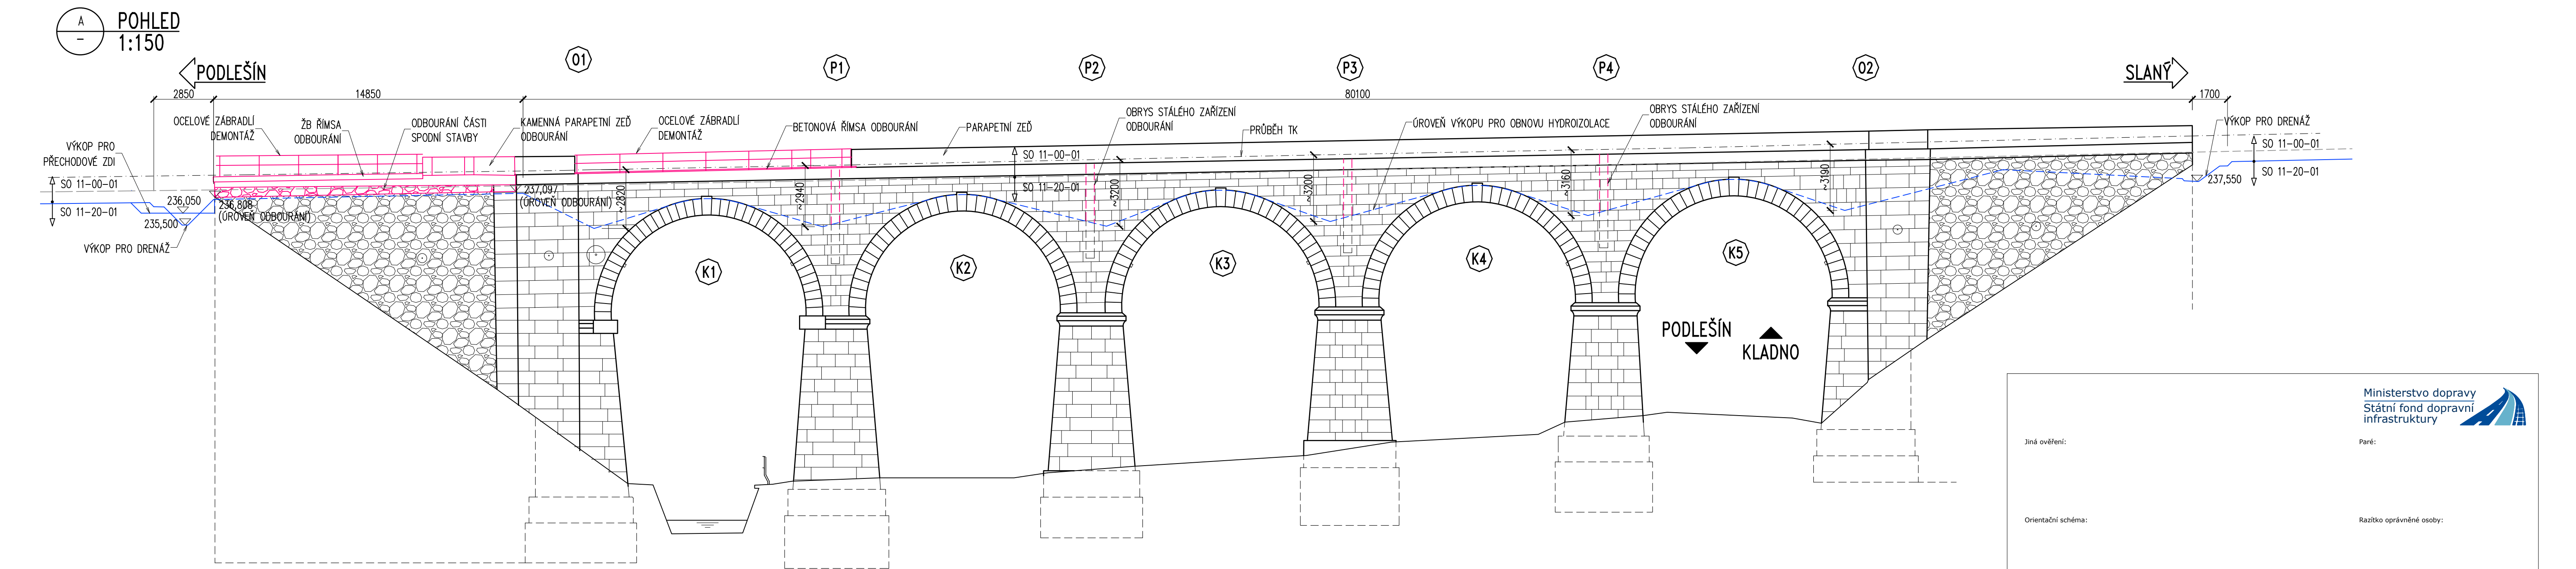 A
–
POHLED
1:150
PODLEŠÍN
O1
P1
P2
P3
P4
O2
SLANÝ
2850
14850
80100
1700
OCELOVÉ ZÁBRADLÍ
DEMONTÁŽ
ŽB ŘÍMSA
ODBOURÁNÍ
ODBOURÁNÍ ČÁSTI
SPODNÍ STAVBY
KAMENNÁ PARAPETNÍ ZEĎ
ODBOURÁNÍ
OCELOVÉ ZÁBRADLÍ
DEMONTÁŽ
BETONOVÁ ŘÍMSA ODBOURÁNÍ
PARAPETNÍ ZEĎ
OBRYS STÁLÉHO ZAŘÍZENÍ
ODBOURÁNÍ
PRŮBĚH TK
ÚROVEŇ VÝKOPU PRO OBNOVU HYDROIZOLACE
OBRYS STÁLÉHO ZAŘÍZENÍ
ODBOURÁNÍ
VÝKOP PRO DRENÁŽ
VÝKOP PRO
PŘECHODOVÉ ZDI
SO 11-00-01
SO 11-20-01
236,050
235,500
VÝKOP PRO DRENÁŽ
236,808
(ÚROVEŇ ODBOURÁNÍ)
237,097
(ÚROVEŇ ODBOURÁNÍ)
~2820
~2940
SO 11-00-01
SO 11-20-01
~3200
~3200
~3160
~3190
237,550
SO 11-00-01
SO 11-20-01
K1
K2
K3
K4
K5
PODLEŠÍN
KLADNO
Ministerstvo dopravy
Státní fond dopravní
infrastruktury
Jiná ověření:
Paré:
Orientační schéma:
Razítko oprávněné osoby: